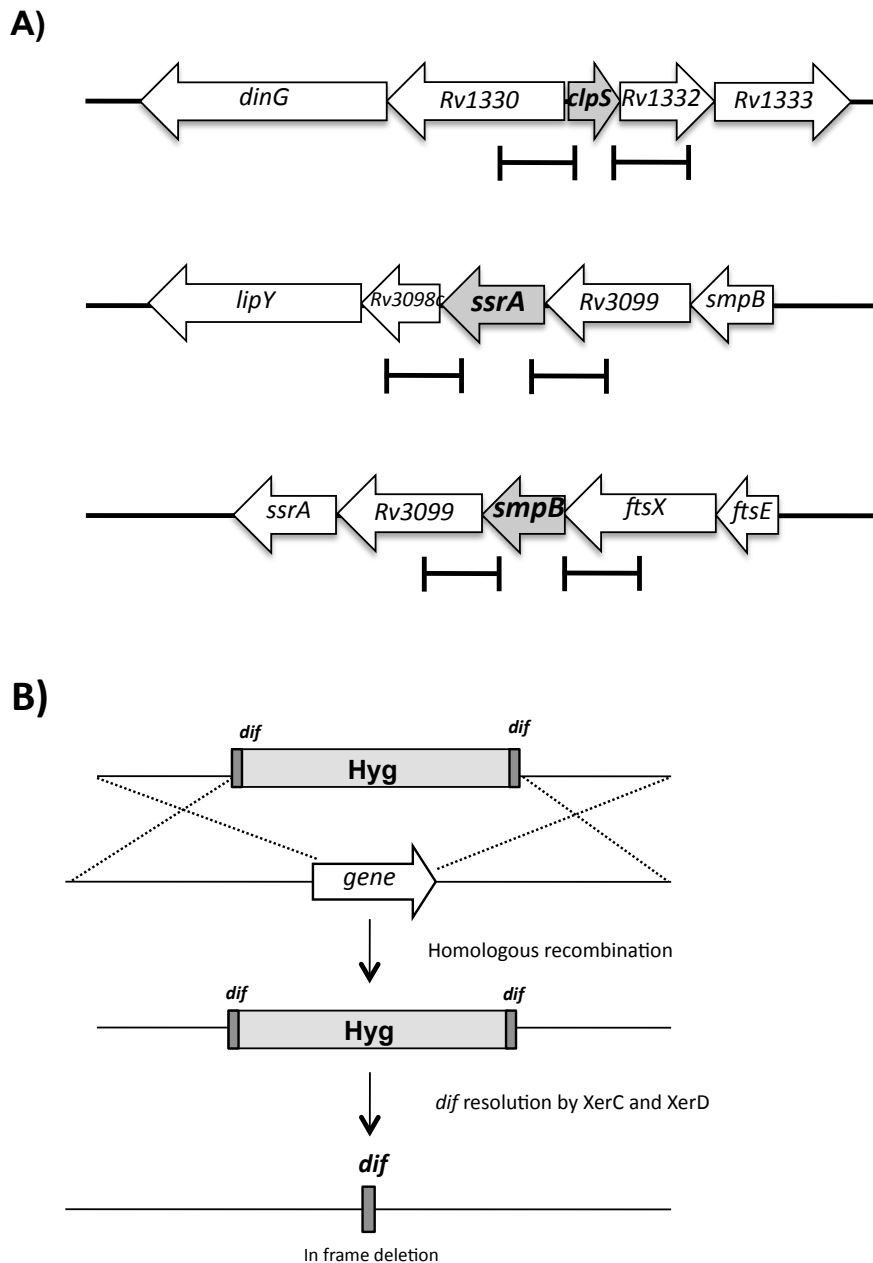 A)
dinG Rv1330 clpS Rv1332 Rv1333
lipY Rv3098c ssrA Rv3099 smpB
ssrA Rv3099 smpB ftsX ftsE
B)
dif dif
Hyg
gene
Homologous recombination
dif dif
Hyg
dif resolution by XerC and XerD
dif
In frame deletion